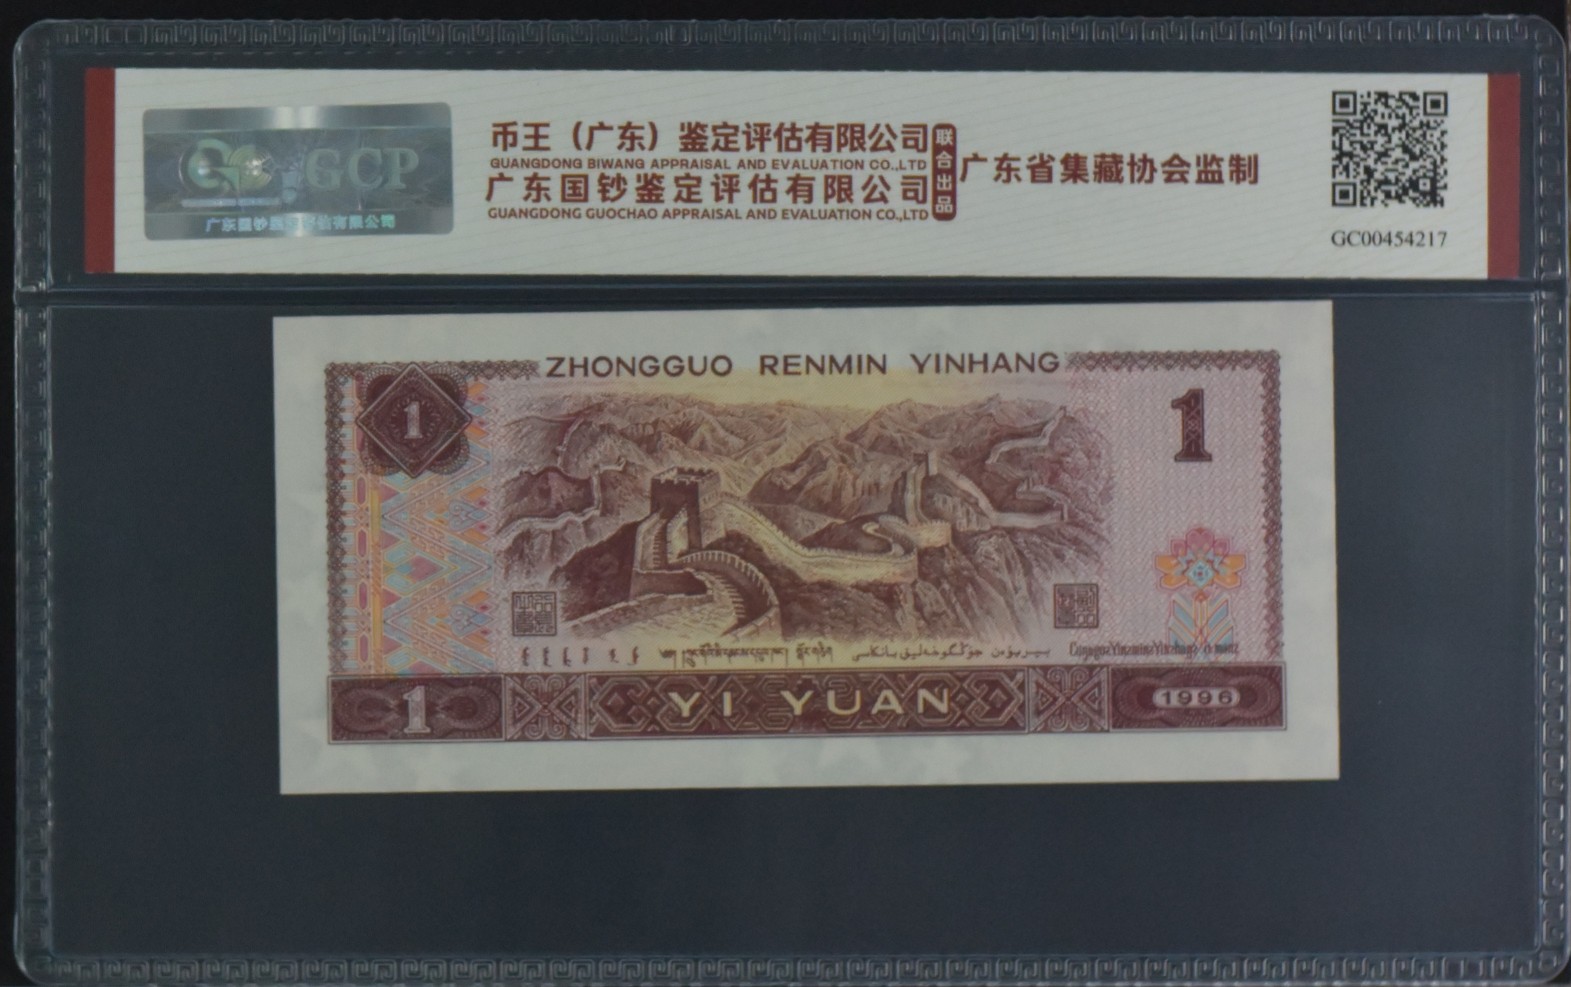 GCP
广东国钞鉴定评估有限公司
币王（广东）鉴定评估有限公司
GUANGDONG BIWANG APPRAISAL AND EVALUATION CO.,LTD
广东国钞鉴定评估有限公司
GUANGDONG GUOCHAO APPRAISAL AND EVALUATION CO.,LTD
联合出品
广东省集藏协会监制
GC00454217
ZHONGGUO RENMIN YINHANG
1
1
1
YI YUAN
1996